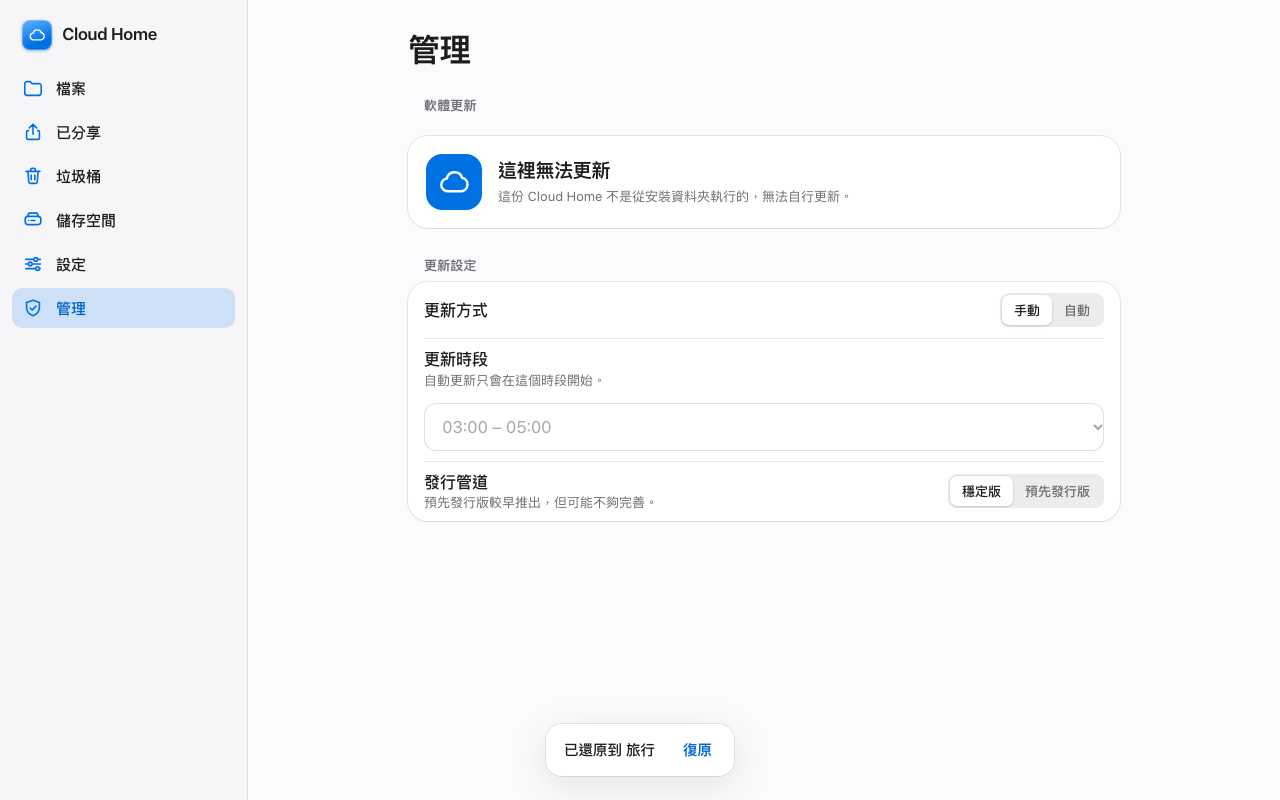 Cloud Home
檔案
已分享
垃圾桶
儲存空間
設定
管理
管理
軟體更新
這裡無法更新
這份 Cloud Home 不是從安裝資料夾執行的，無法自行更新。
更新設定
更新方式
手動 自動
更新時段
自動更新只會在這個時段開始。
03:00 – 05:00
發行管道
預先發行版較早推出，但可能不夠完善。
穩定版 預先發行版
已還原到 旅行 復原